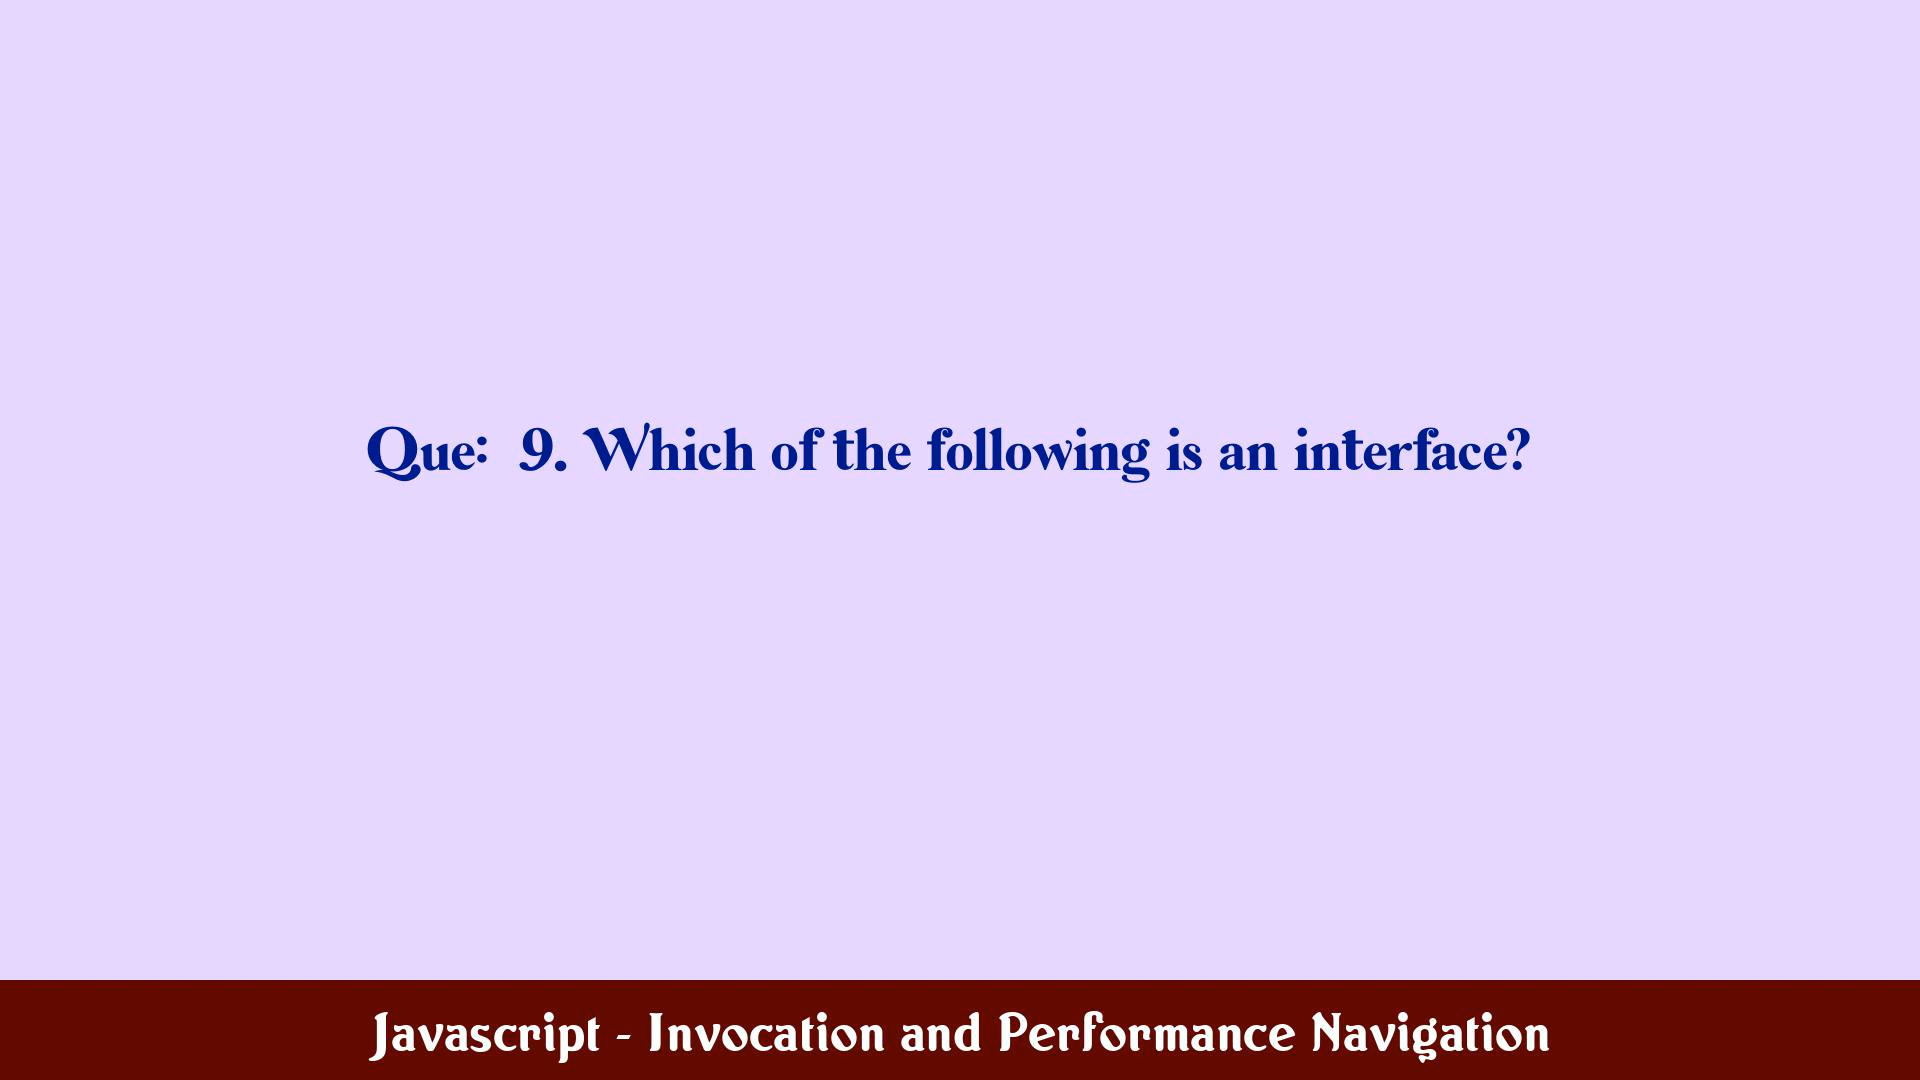 Que: 9. Which of the following is an interface?
Javascript - Invocation and Performance Navigation